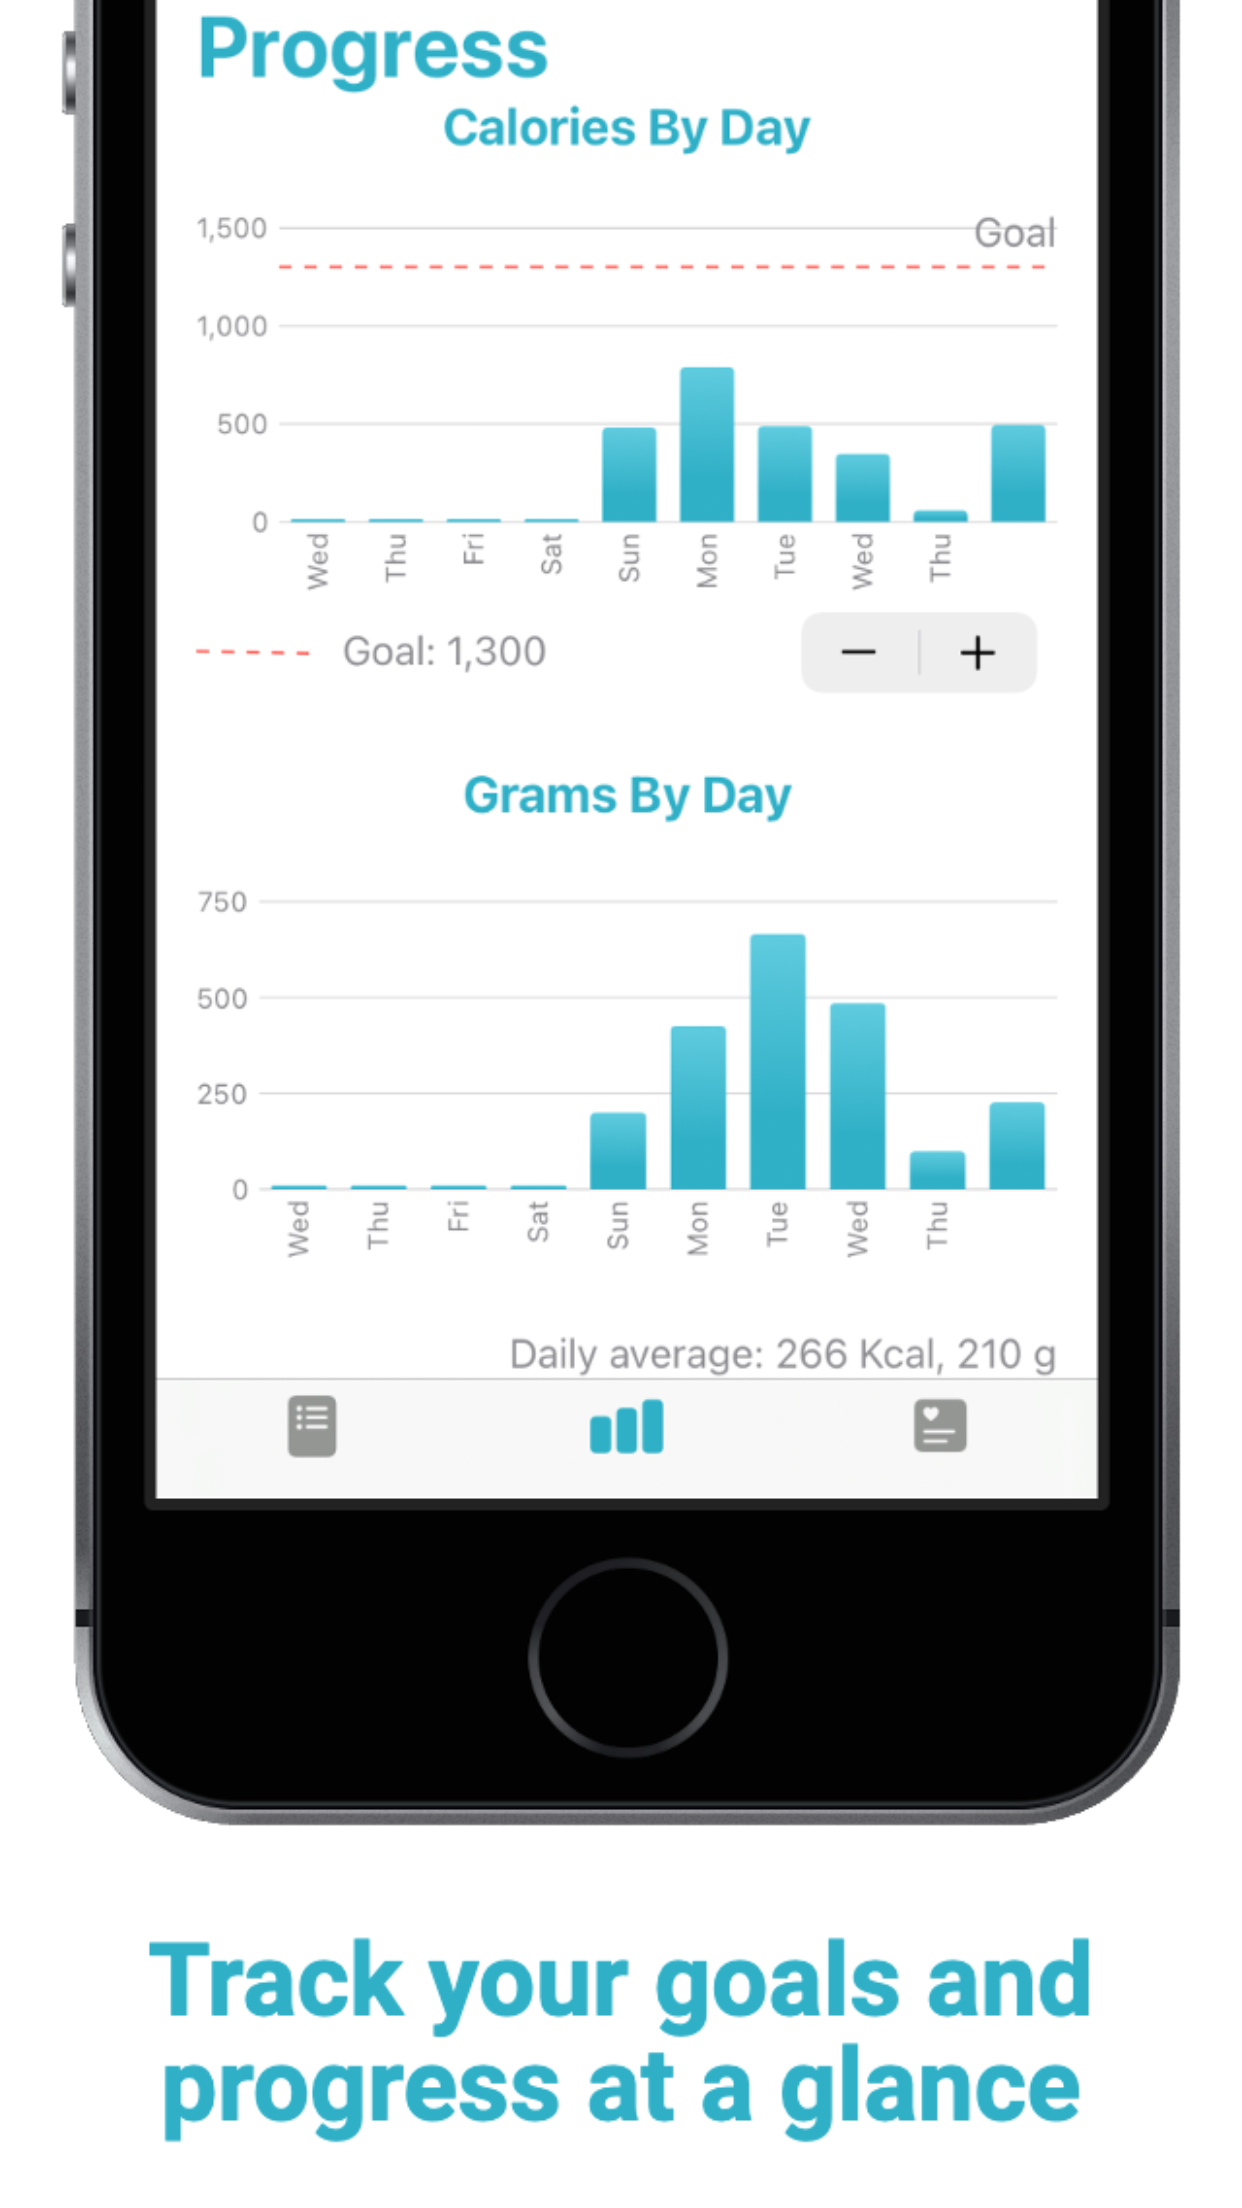 Progress
Calories By Day
1,500
Goal
1,000
500
0
Wed Thu Fri Sat Sun Mon Tue Wed Thu
Goal: 1,300
− +
Grams By Day
750
500
250
0
Wed Thu Fri Sat Sun Mon Tue Wed Thu
Daily average: 266 Kcal, 210 g
Track your goals and
progress at a glance